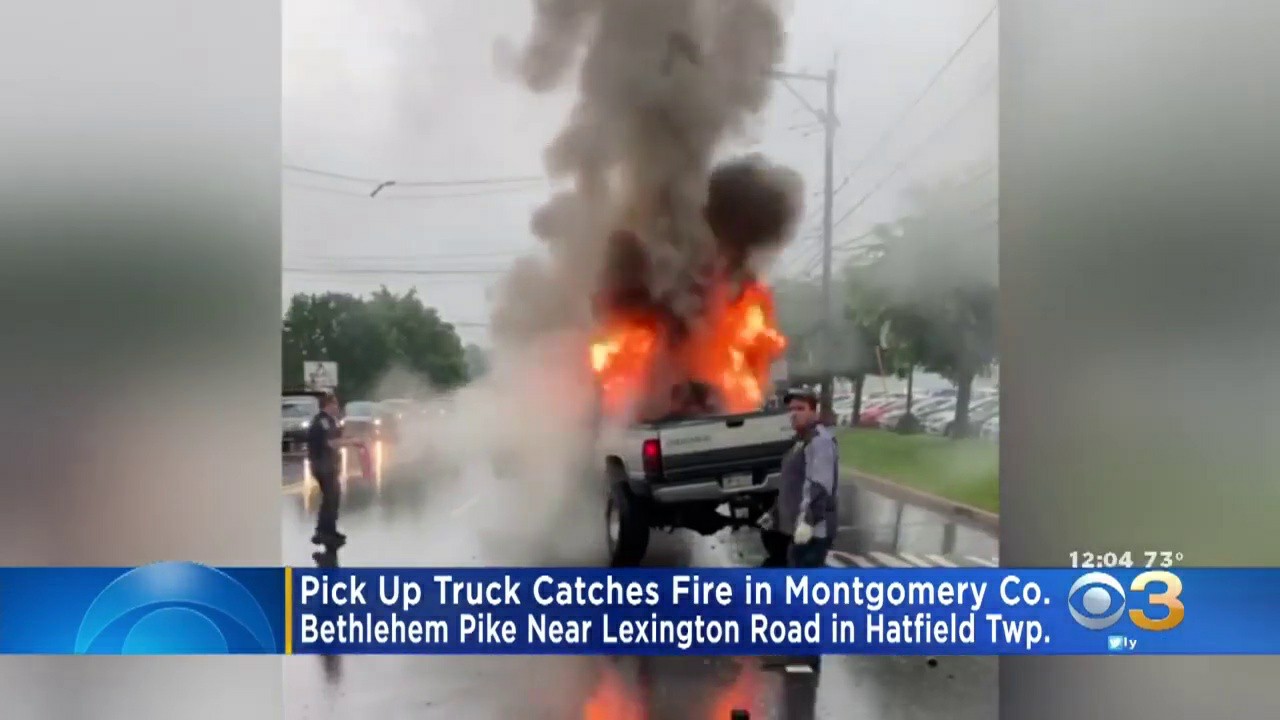 12:04 73°
Pick Up Truck Catches Fire in Montgomery Co.
Bethlehem Pike Near Lexington Road in Hatfield Twp.
3
ly